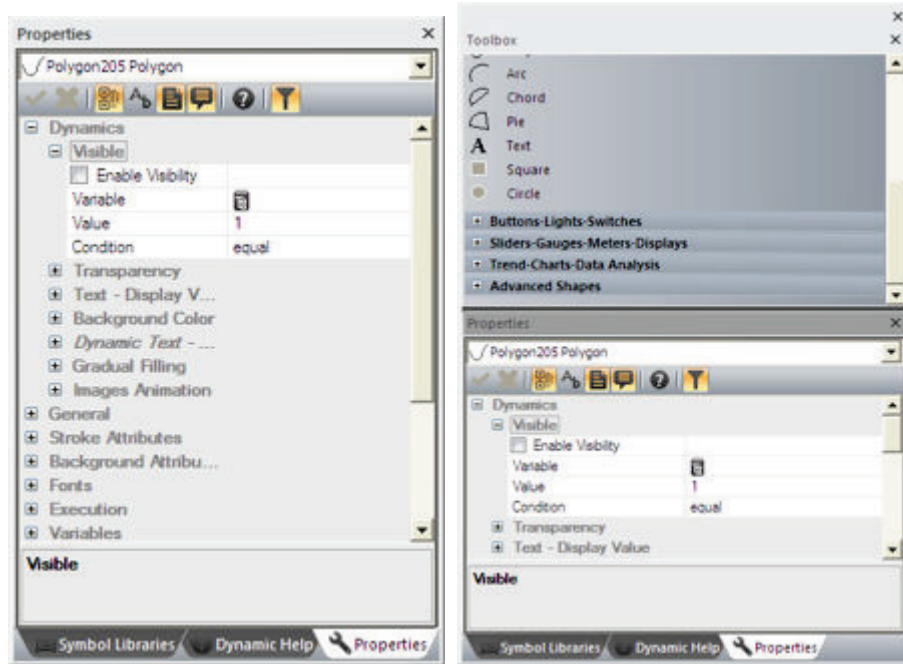 Properties
Polygon205 Polygon
Dynamics
Visible
Enable Visibility
Variable
Value 1
Condition equal
Transparency
Text - Display V...
Background Color
Dynamic Text - ...
Gradual Filling
Images Animation
General
Stroke Attributes
Background Attribu...
Fonts
Execution
Variables
Visible
Symbol Libraries Dynamic Help Properties
Toolbox
Arc
Chord
Pie
A Text
Square
Circle
Buttons-Lights-Switches
Sliders-Gauges-Meters-Displays
Trend-Charts-Data Analysis
Advanced Shapes
Properties
Polygon205 Polygon
Dynamics
Visible
Enable Visibility
Variable
Value 1
Condition equal
Transparency
Text - Display Value
Visible
Symbol Libraries Dynamic Help Properties